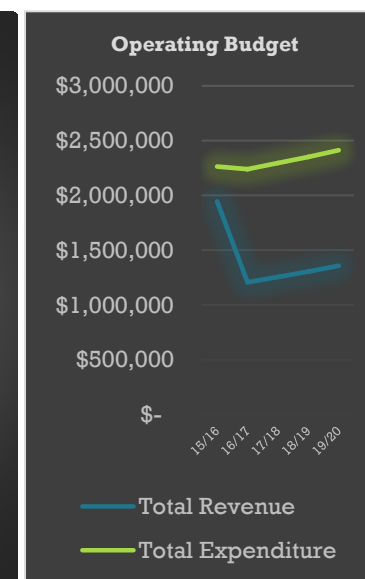 Operating Budget
$3,000,000
$2,500,000
$2,000,000
$1,500,000
$1,000,000
$500,000
$-
15/16 16/17 17/18 18/19 19/20
Total Revenue
Total Expenditure